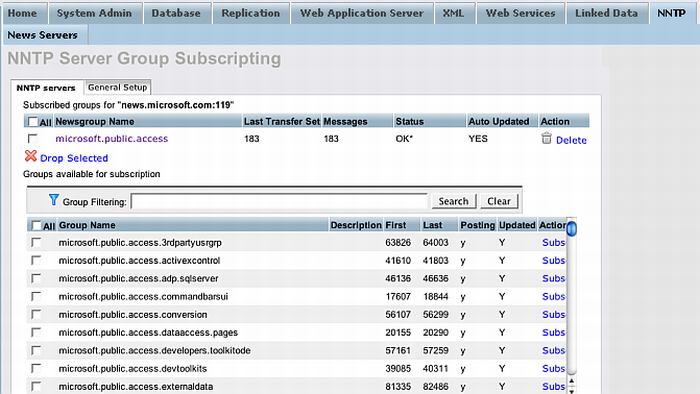 Home System Admin Database Replication Web Application Server XML Web Services Linked Data NNTP
News Servers
NNTP Server Group Subscripting
NNTP servers General Setup
Subscribed groups for "news.microsoft.com:119"
All Newsgroup Name Last Transfer Set Messages Status Auto Updated Action
microsoft.public.access 183 183 OK* YES Delete
Drop Selected
Groups available for subscription
Group Filtering: Search Clear
All Group Name Description First Last Posting Updated Action
microsoft.public.access.3rdpartyusrgrp 63826 64003 y Y Subs
microsoft.public.access.activexcontrol 41610 41803 y Y Subs
microsoft.public.access.adp.sqlserver 46136 46636 y Y Subs
microsoft.public.access.commandbarsui 17607 18844 y Y Subs
microsoft.public.access.conversion 56107 56299 y Y Subs
microsoft.public.access.dataaccess.pages 20155 20290 y Y Subs
microsoft.public.access.developers.toolkitode 57161 57259 y Y Subs
microsoft.public.access.devtoolkits 39085 40311 y Y Subs
microsoft.public.access.externaldata 81335 82486 y Y Subs